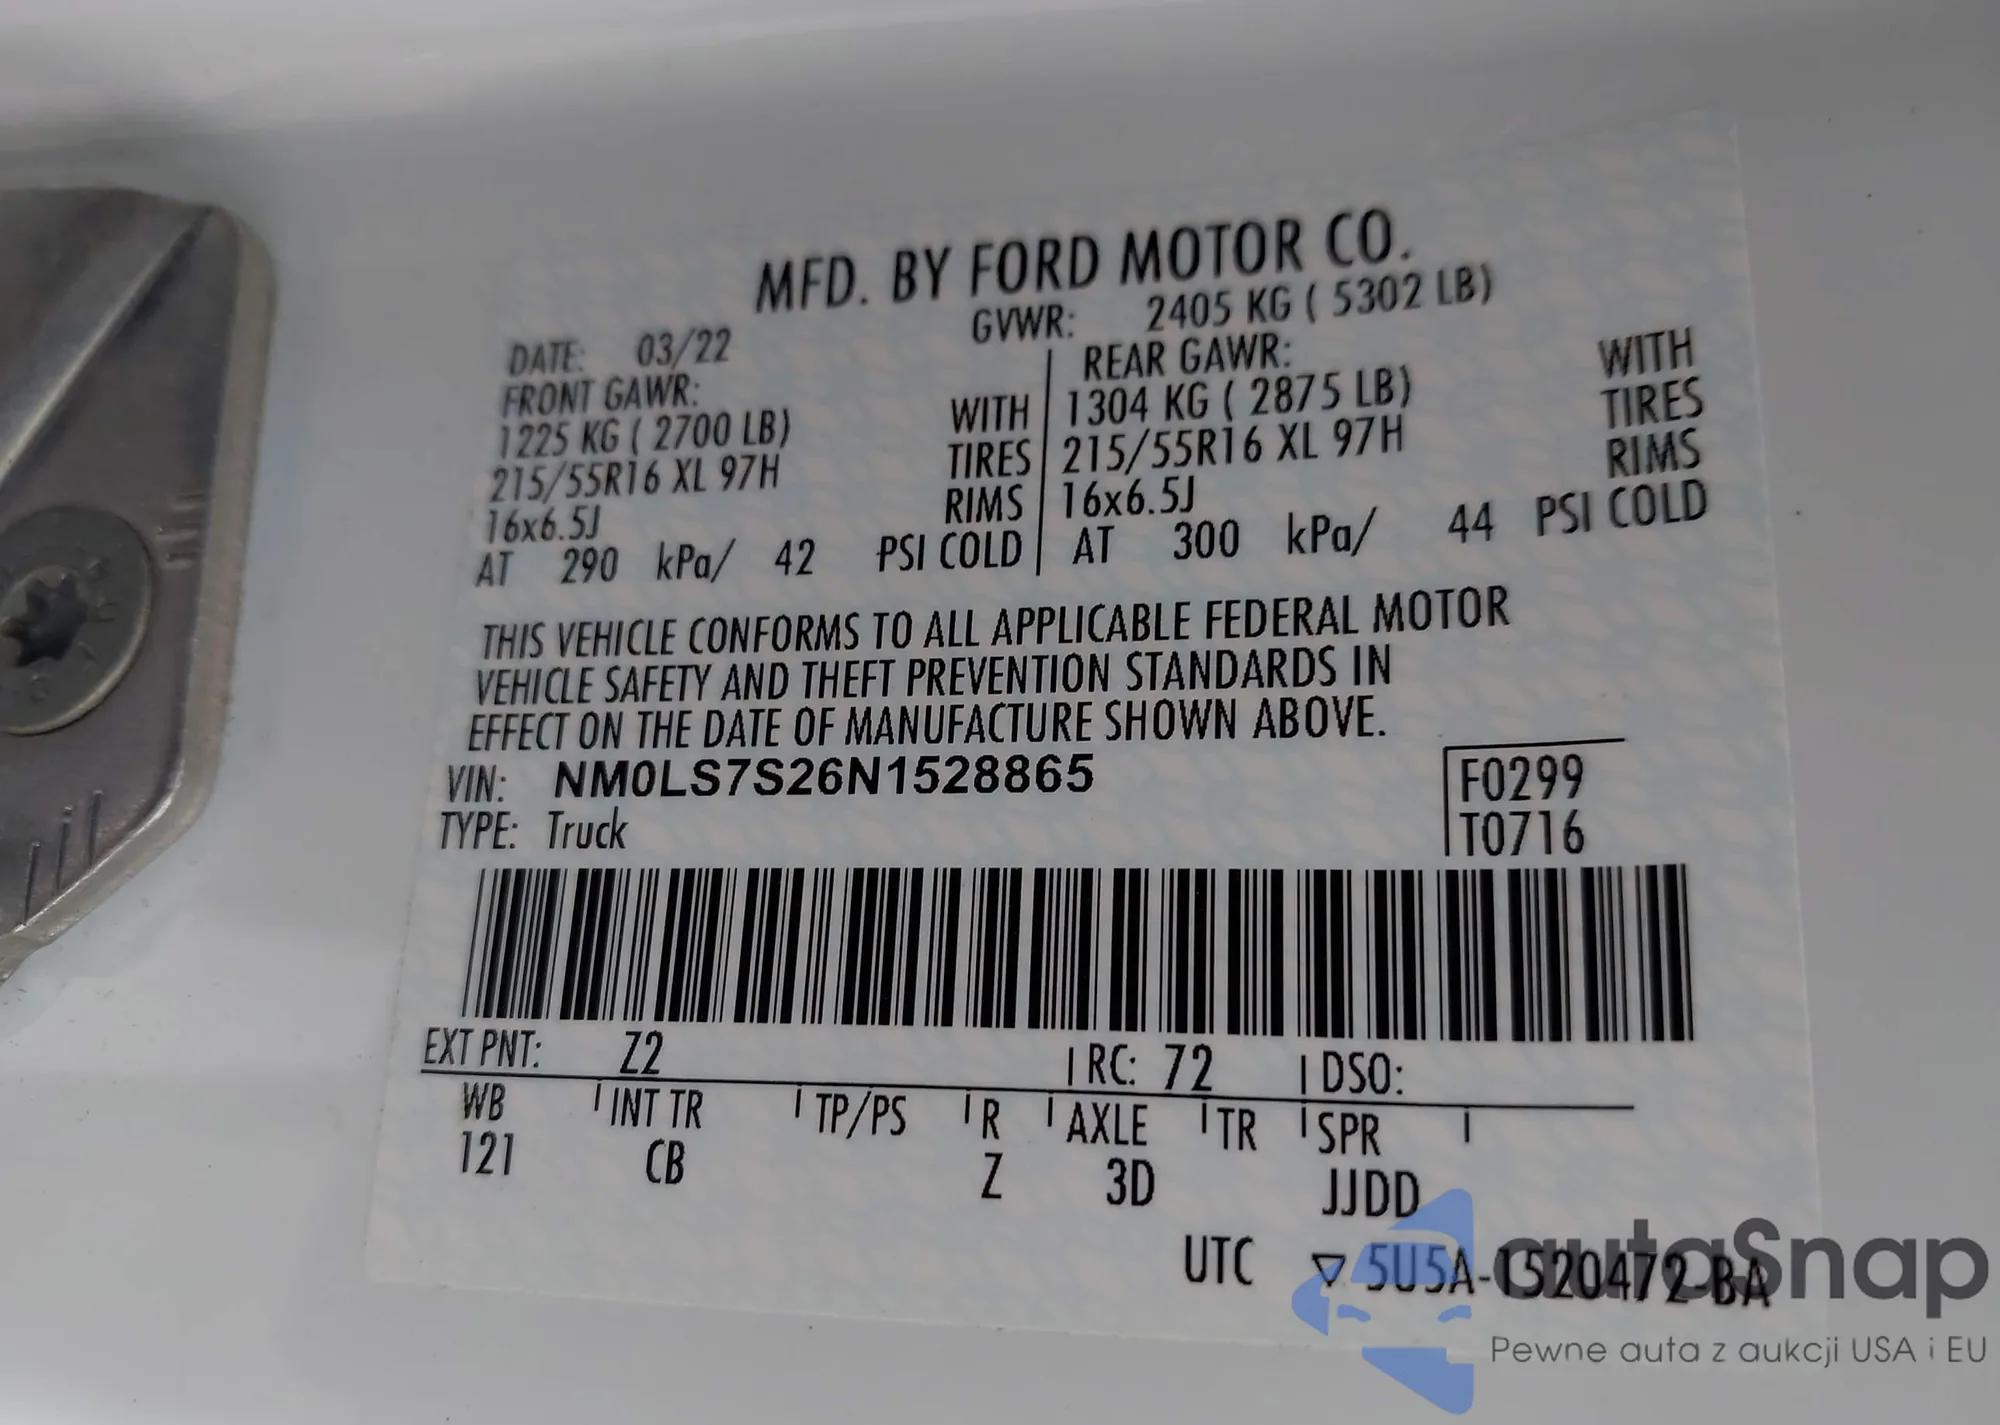 MFD. BY FORD MOTOR CO.
DATE: 03/22 GVWR: 2405 KG ( 5302 LB)
FRONT GAWR: REAR GAWR: WITH
1225 KG ( 2700 LB) WITH 1304 KG ( 2875 LB) TIRES
215/55R16 XL 97H TIRES 215/55R16 XL 97H RIMS
16x6.5J RIMS 16x6.5J
AT 290 kPa/ 42 PSI COLD AT 300 kPa/ 44 PSI COLD
THIS VEHICLE CONFORMS TO ALL APPLICABLE FEDERAL MOTOR
VEHICLE SAFETY AND THEFT PREVENTION STANDARDS IN
EFFECT ON THE DATE OF MANUFACTURE SHOWN ABOVE.
VIN: NM0LS7S26N1528865 F0299
TYPE: Truck T0716
EXT PNT: Z2 RC: 72 DSO:
WB INT TR TP/PS R AXLE TR SPR
121 CB Z 3D JJDD
UTC ▽ 5U5A-1520472-BA
autaSnap
Pewne auta z aukcji USA i EU